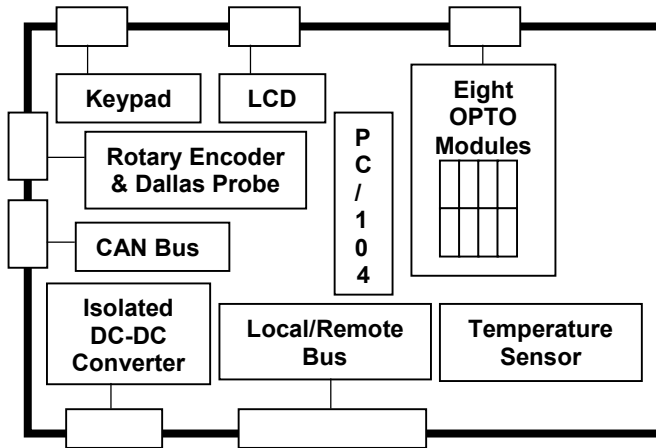 Keypad
LCD
Eight
OPTO
Modules
Rotary Encoder
& Dallas Probe
P
C
/
1
0
4
CAN Bus
Isolated
DC-DC
Converter
Local/Remote
Bus
Temperature
Sensor